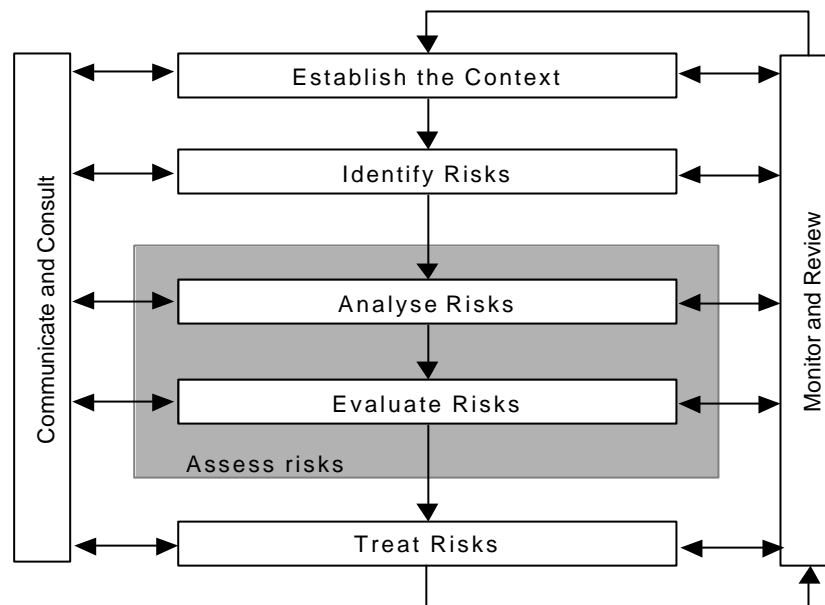 Establish the Context
Identify Risks
Analyse Risks
Evaluate Risks
Assess risks
Treat Risks
Communicate and Consult
Monitor and Review